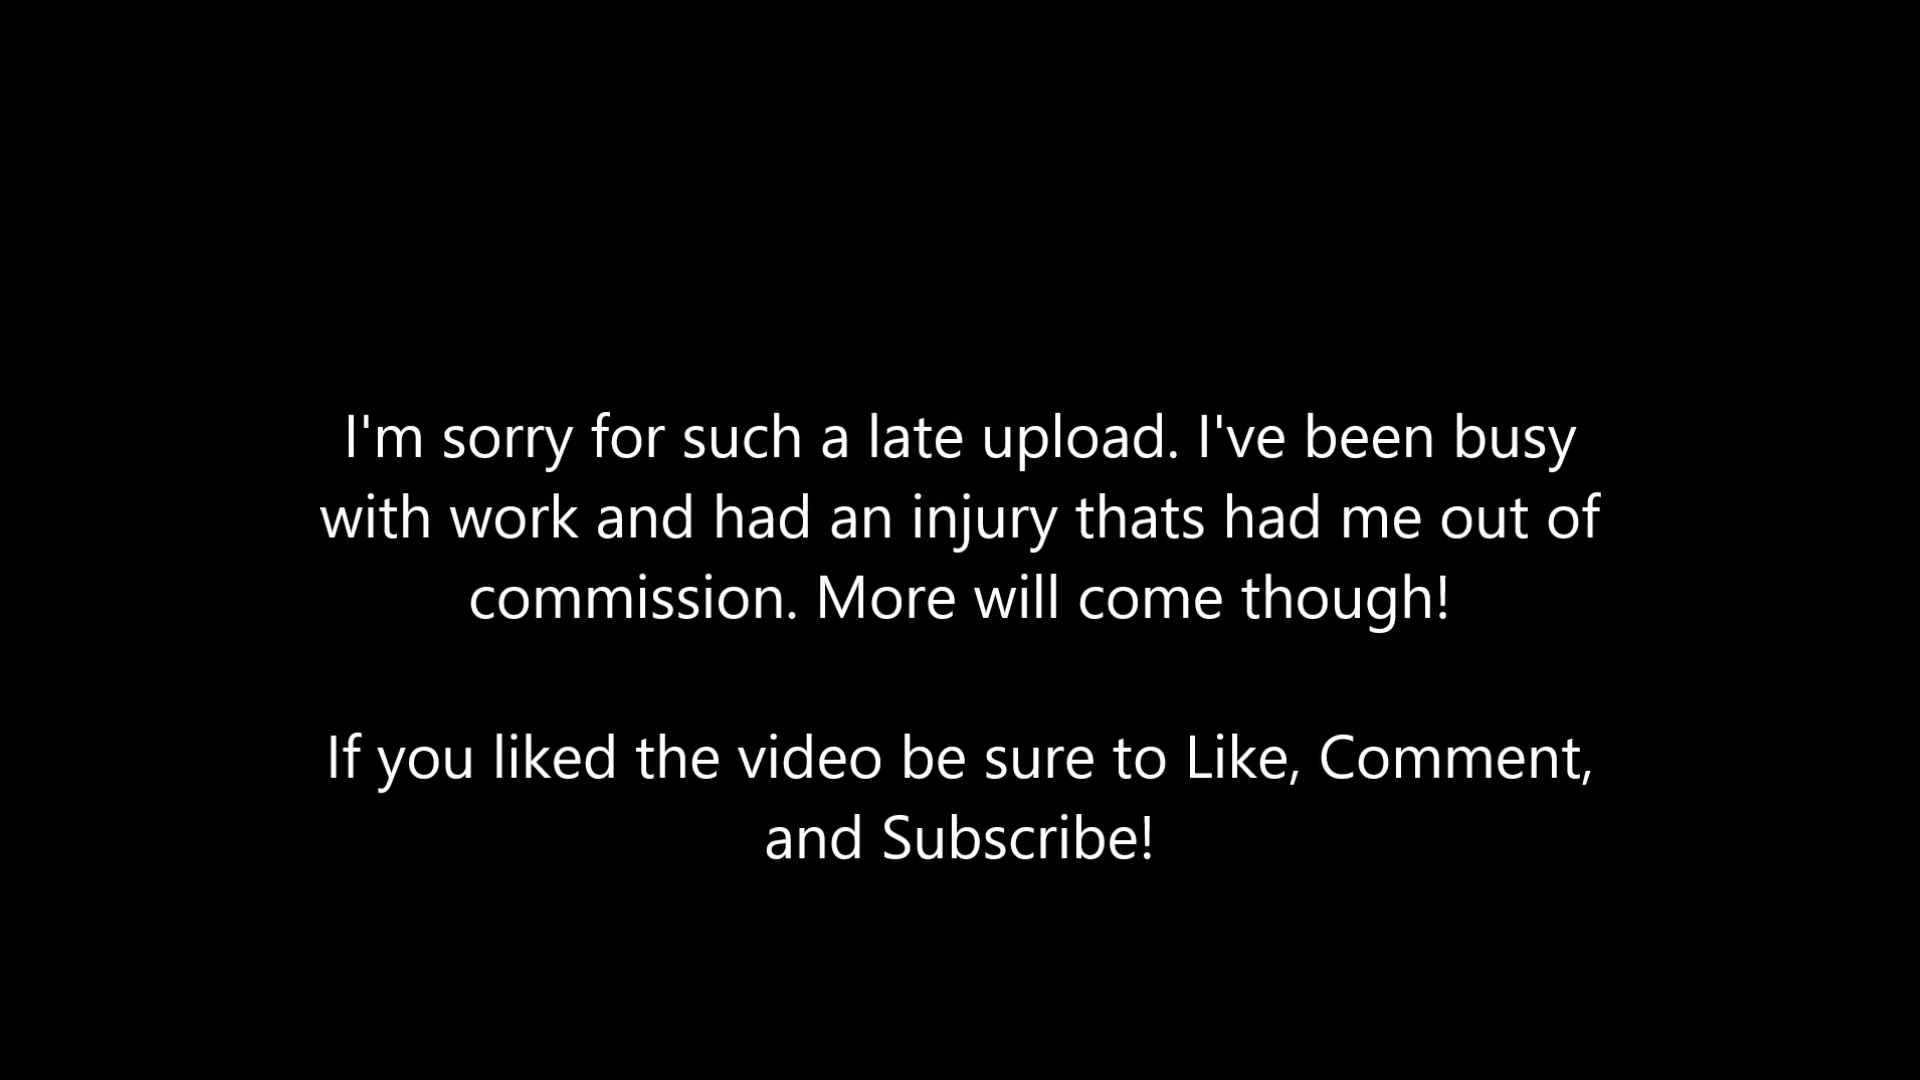 I'm sorry for such a late upload. I've been busy
with work and had an injury thats had me out of
commission. More will come though!
If you liked the video be sure to Like, Comment,
and Subscribe!